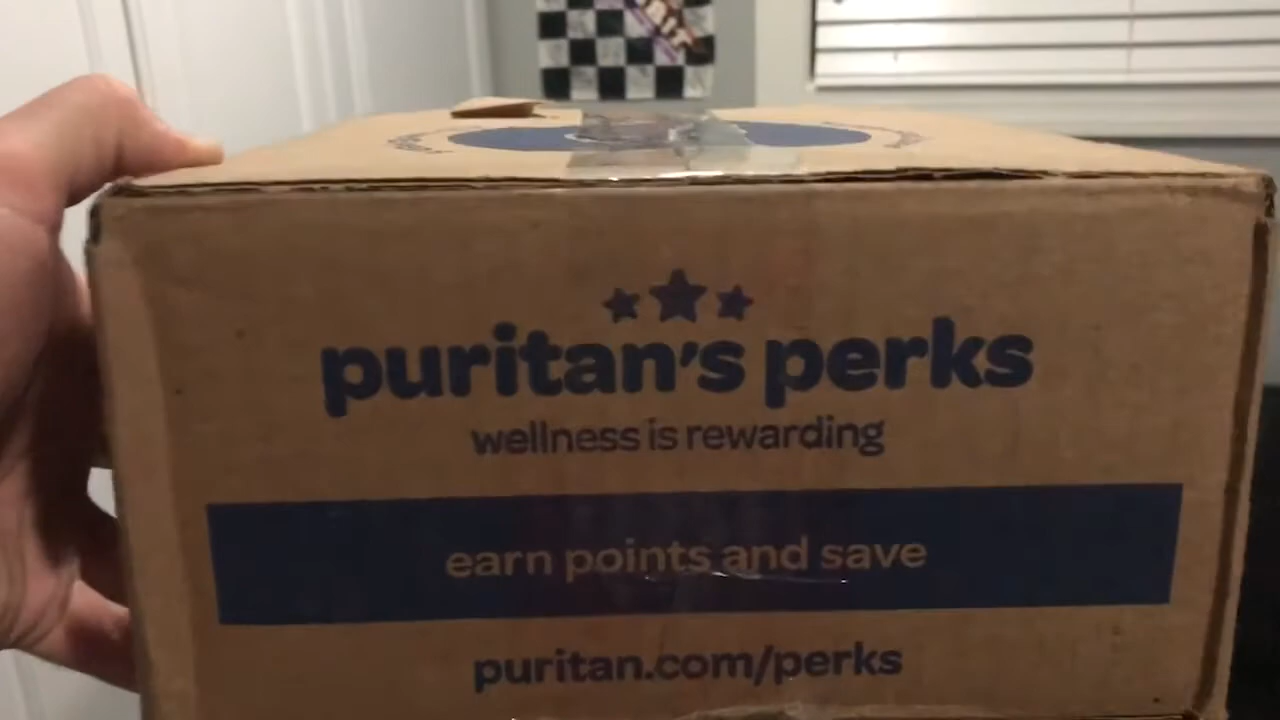 puritan's perks
wellness is rewarding
earn points and save
puritan.com/perks